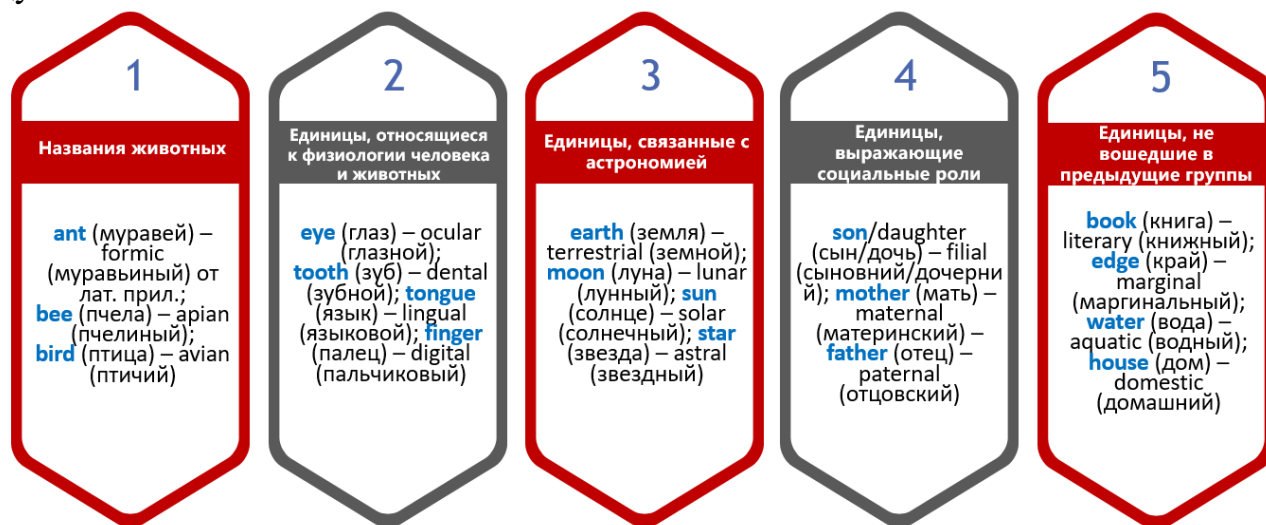 1
Названия животных
ant (муравей) –
formic
(муравьиный) от
лат. прил.;
bee (пчела) – apian
(пчелиный);
bird (птица) – avian
(птичий)
2
Единицы, относящиеся
к физиологии человека
и животных
eye (глаз) – ocular
(глазной);
tooth (зуб) – dental
(зубной); tongue
(язык) – lingual
(языковой); finger
(палец) – digital
(пальчиковый)
3
Единицы, связанные с
астрономией
earth (земля) –
terrestrial (земной);
moon (луна) – lunar
(лунный); sun
(солнце) – solar
(солнечный); star
(звезда) – astral
(звездный)
4
Единицы,
выражающие
социальные роли
son/daughter
(сын/дочь) – filial
(сыновний/дочерни
й); mother (мать) –
maternal
(материнский) –
father (отец) –
paternal
(отцовский)
5
Единицы, не
вошедшие в
предыдущие группы
book (книга) –
literary (книжный);
edge (край) –
marginal
(маргинальный);
water (вода) –
aquatic (водный);
house (дом) –
domestic
(домашний)